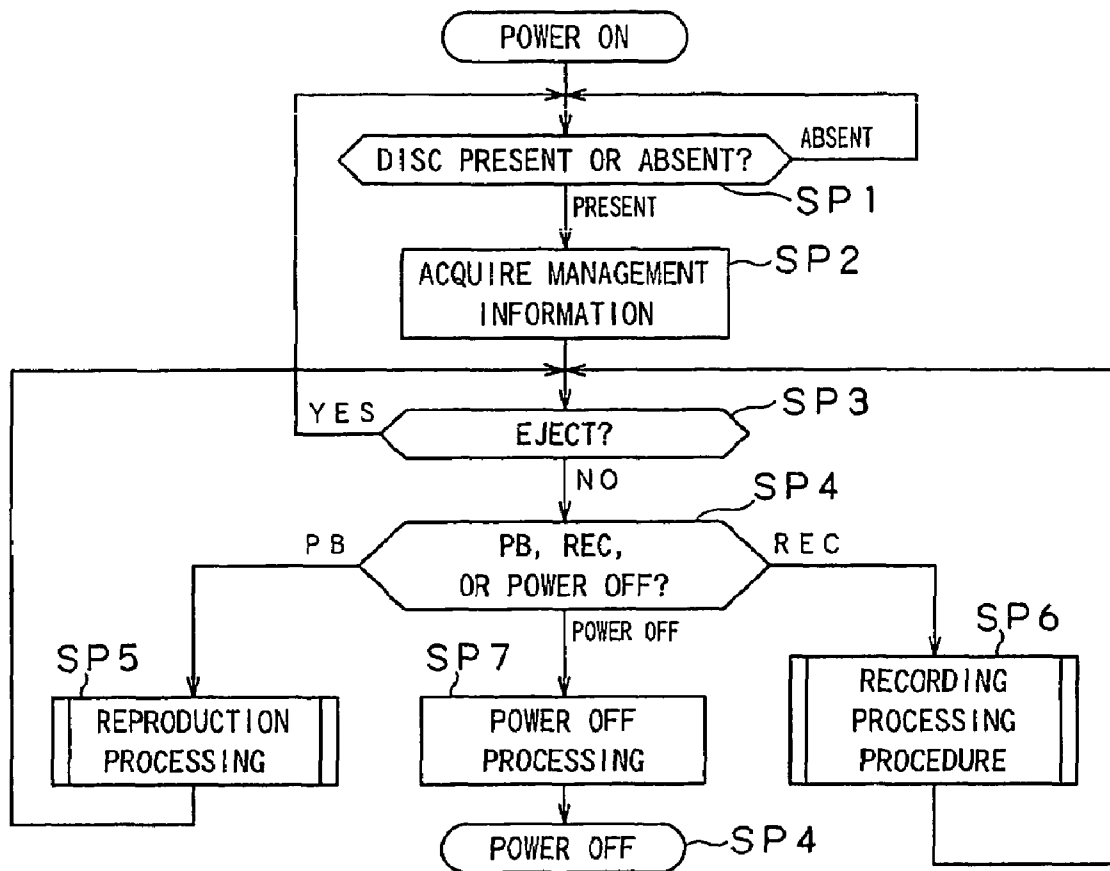 POWER ON
ABSENT
DISC PRESENT OR ABSENT?
SP1
PRESENT
SP2
ACQUIRE MANAGEMENT
INFORMATION
SP3
YES
EJECT?
NO
SP4
PB
PB, REC,
OR POWER OFF?
REC
POWER OFF
SP5
SP7
SP6
REPRODUCTION
PROCESSING
POWER OFF
PROCESSING
RECORDING
PROCESSING
PROCEDURE
POWER OFF
SP4